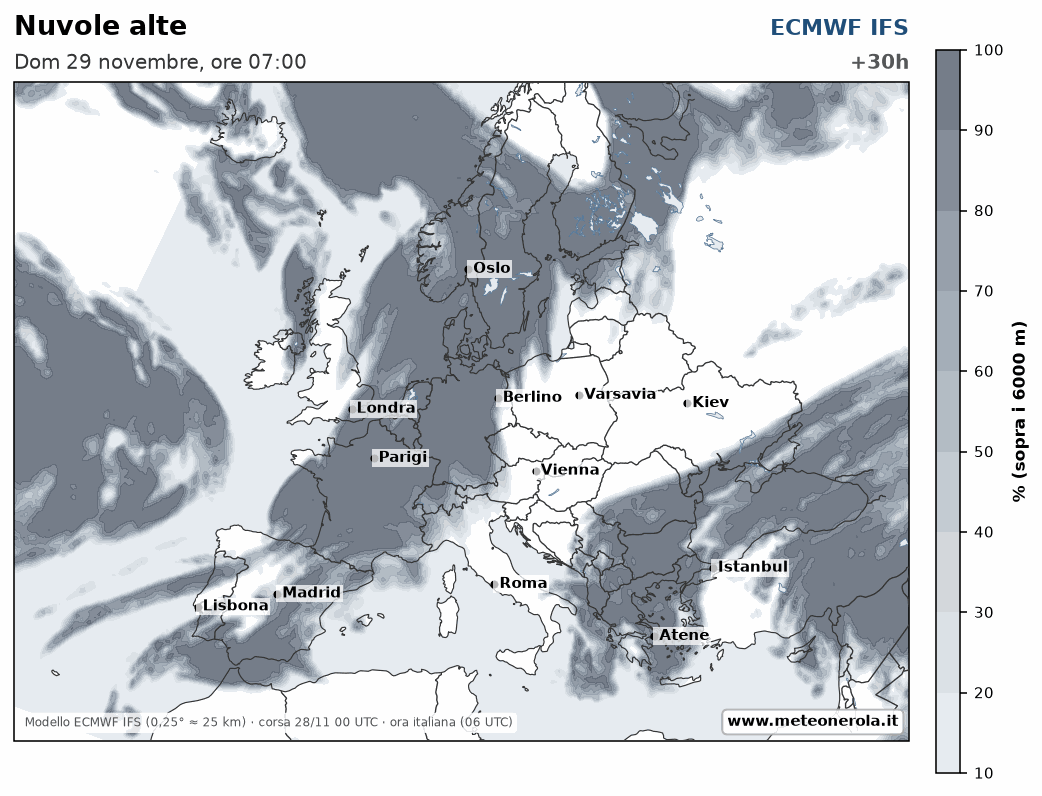 Nuvole alte
ECMWF IFS
Dom 29 novembre, ore 07:00
+30h
100
90
80
70
60
50
40
30
20
10
% (sopra i 6000 m)
Oslo
Berlino
Varsavia
Kiev
Londra
Parigi
Vienna
Istanbul
Roma
Madrid
Lisbona
Atene
Modello ECMWF IFS (0,25° ≈ 25 km) · corsa 28/11 00 UTC · ora italiana (06 UTC)
www.meteonerola.it